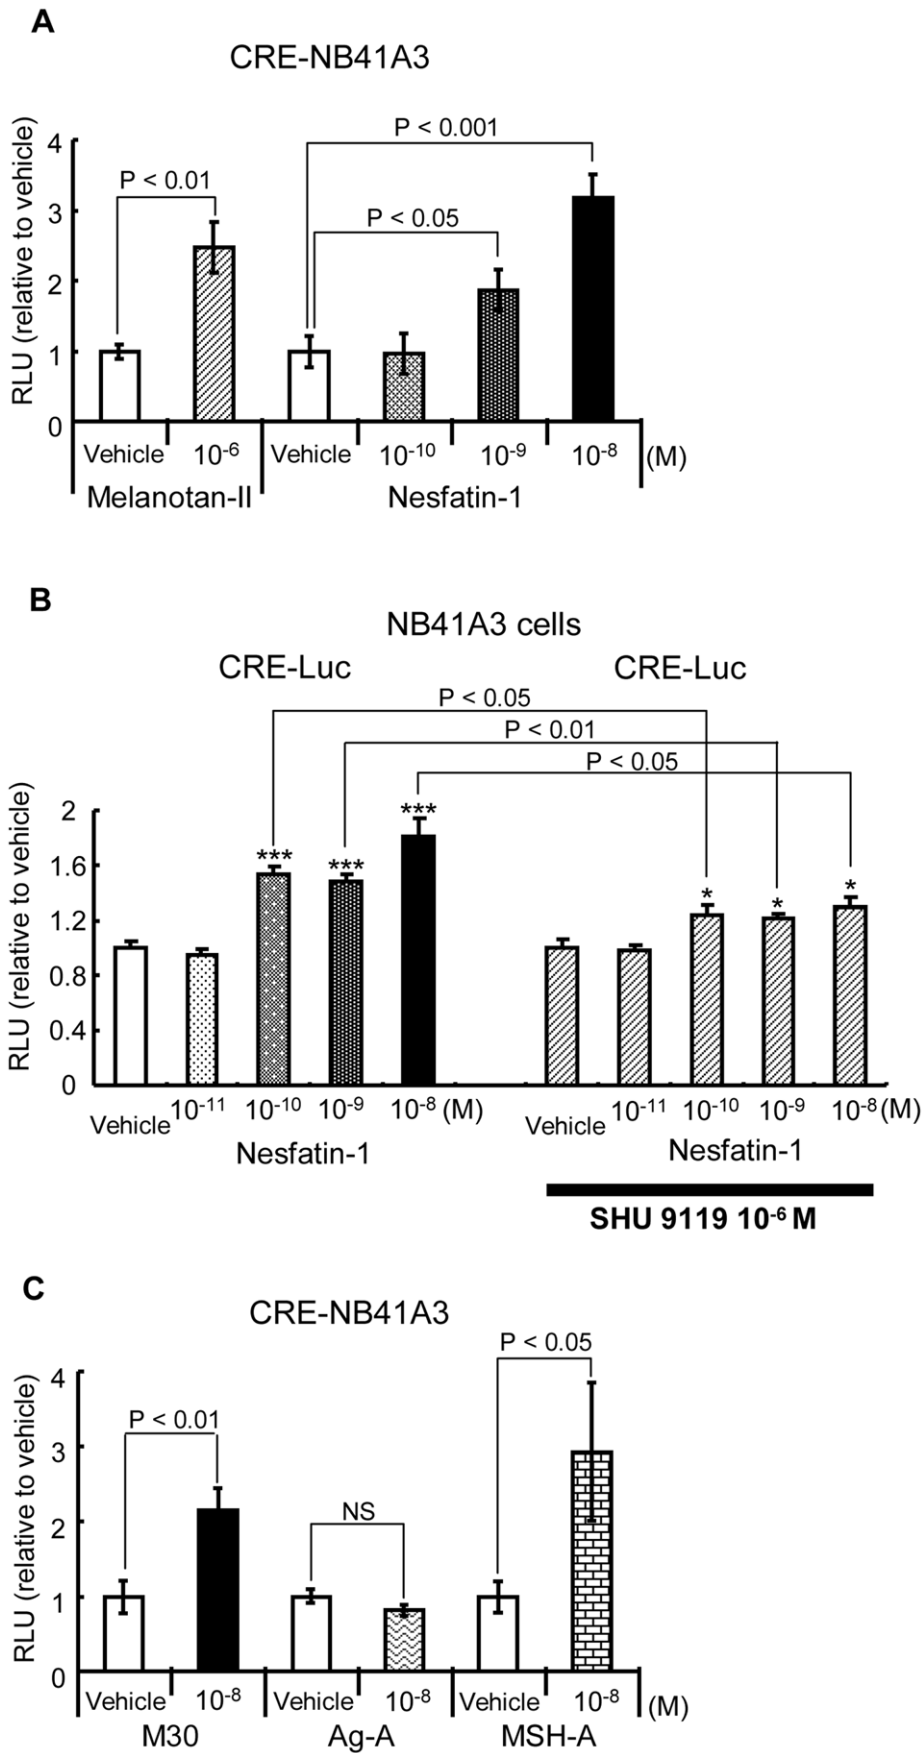 A
CRE-NB41A3
RLU (relative to vehicle)
4
3
2
1
0
P < 0.01
P < 0.001
P < 0.05
Vehicle 10-6 Vehicle 10-10 10-9 10-8 (M)
Melanotan-II Nesfatin-1
B
NB41A3 cells
CRE-Luc CRE-Luc
P < 0.05
P < 0.01
P < 0.05
RLU (relative to vehicle)
2
1.6
1.2
0.8
0.4
0
*** *** ***
* * *
Vehicle 10-11 10-10 10-9 10-8 (M) Vehicle 10-11 10-10 10-9 10-8 (M)
Nesfatin-1 Nesfatin-1
SHU 9119 10-6 M
C
CRE-NB41A3
RLU (relative to vehicle)
4
3
2
1
0
P < 0.01
NS
P < 0.05
Vehicle 10-8 Vehicle 10-8 Vehicle 10-8 (M)
M30 Ag-A MSH-A